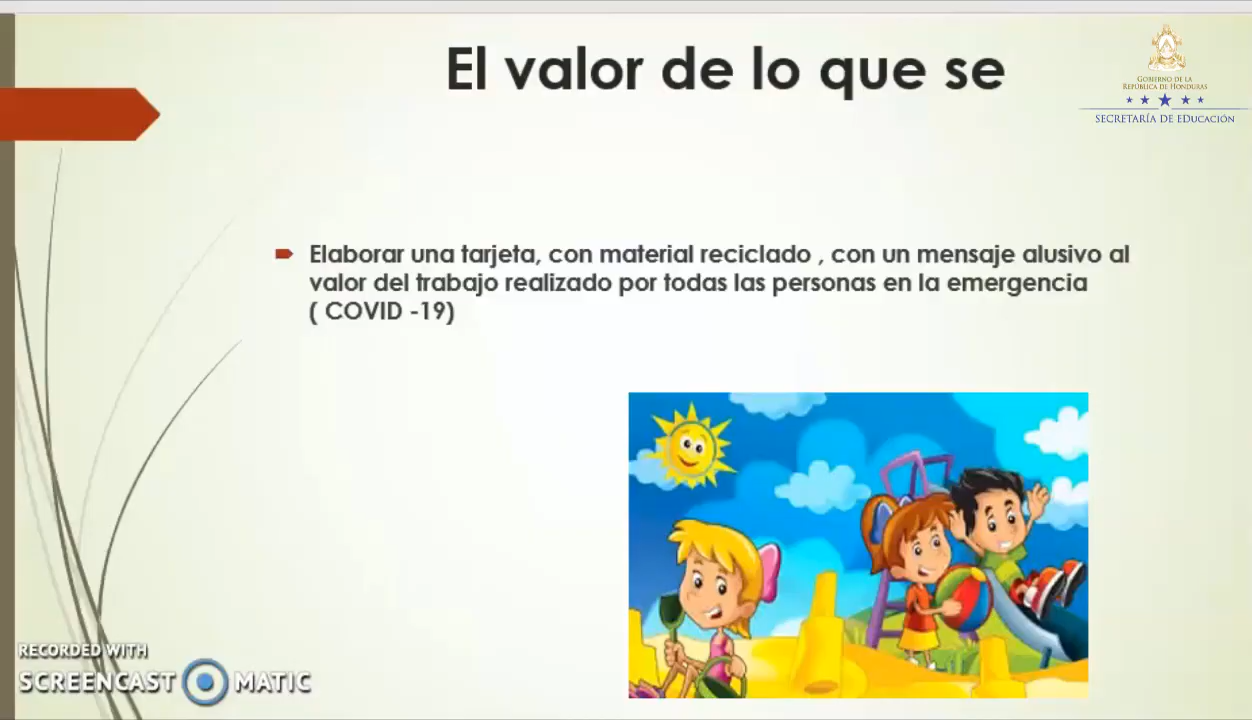 El valor de lo que se
GOBIERNO DE LA
REPÚBLICA DE HONDURAS
SECRETARÍA DE EDUCACIÓN
Elaborar una tarjeta, con material reciclado , con un mensaje alusivo al
valor del trabajo realizado por todas las personas en la emergencia
( COVID -19)
RECORDED WITH
SCREENCAST MATIC